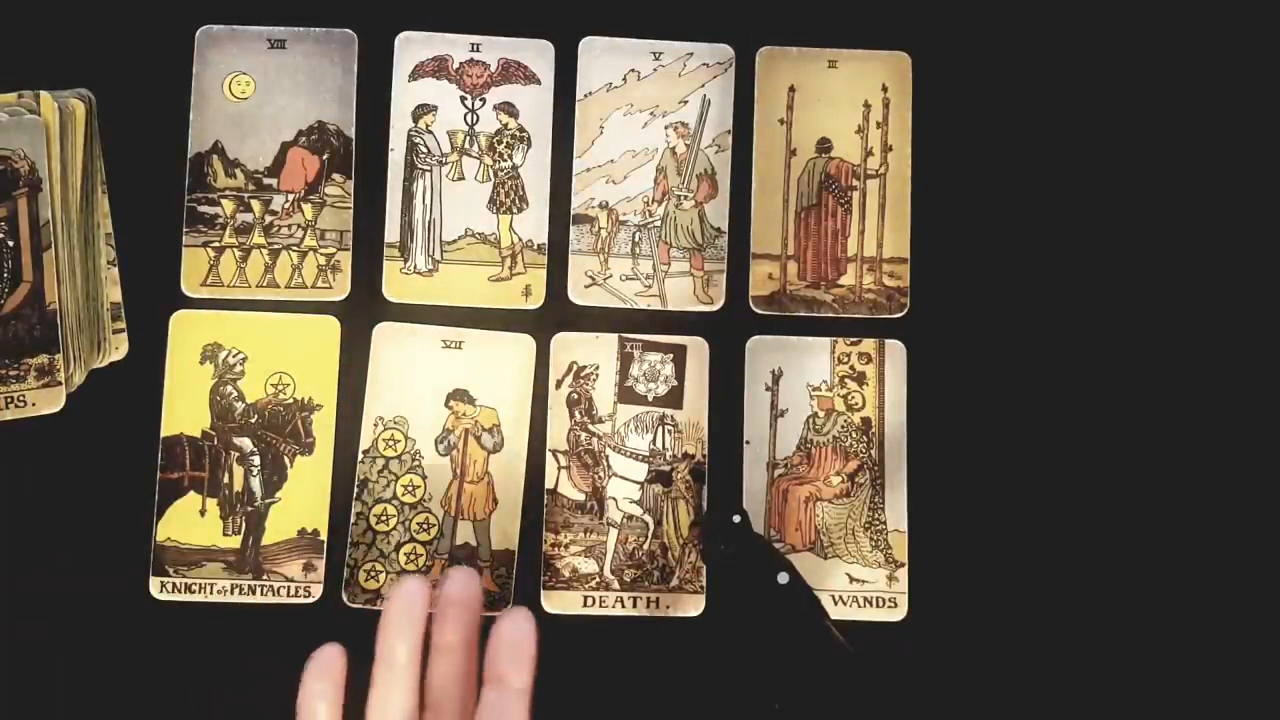 VIII
II
V
III
PS.
KNIGHT of PENTACLES.
VII
XIII
DEATH.
WANDS